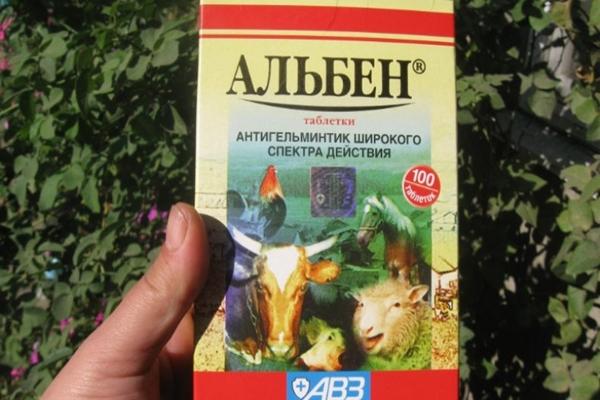 АЛЬБЕН®
таблетки
АНТИГЕЛЬМИНТИК ШИРОКОГО
СПЕКТРА ДЕЙСТВИЯ
100
таблеток
АВЗ